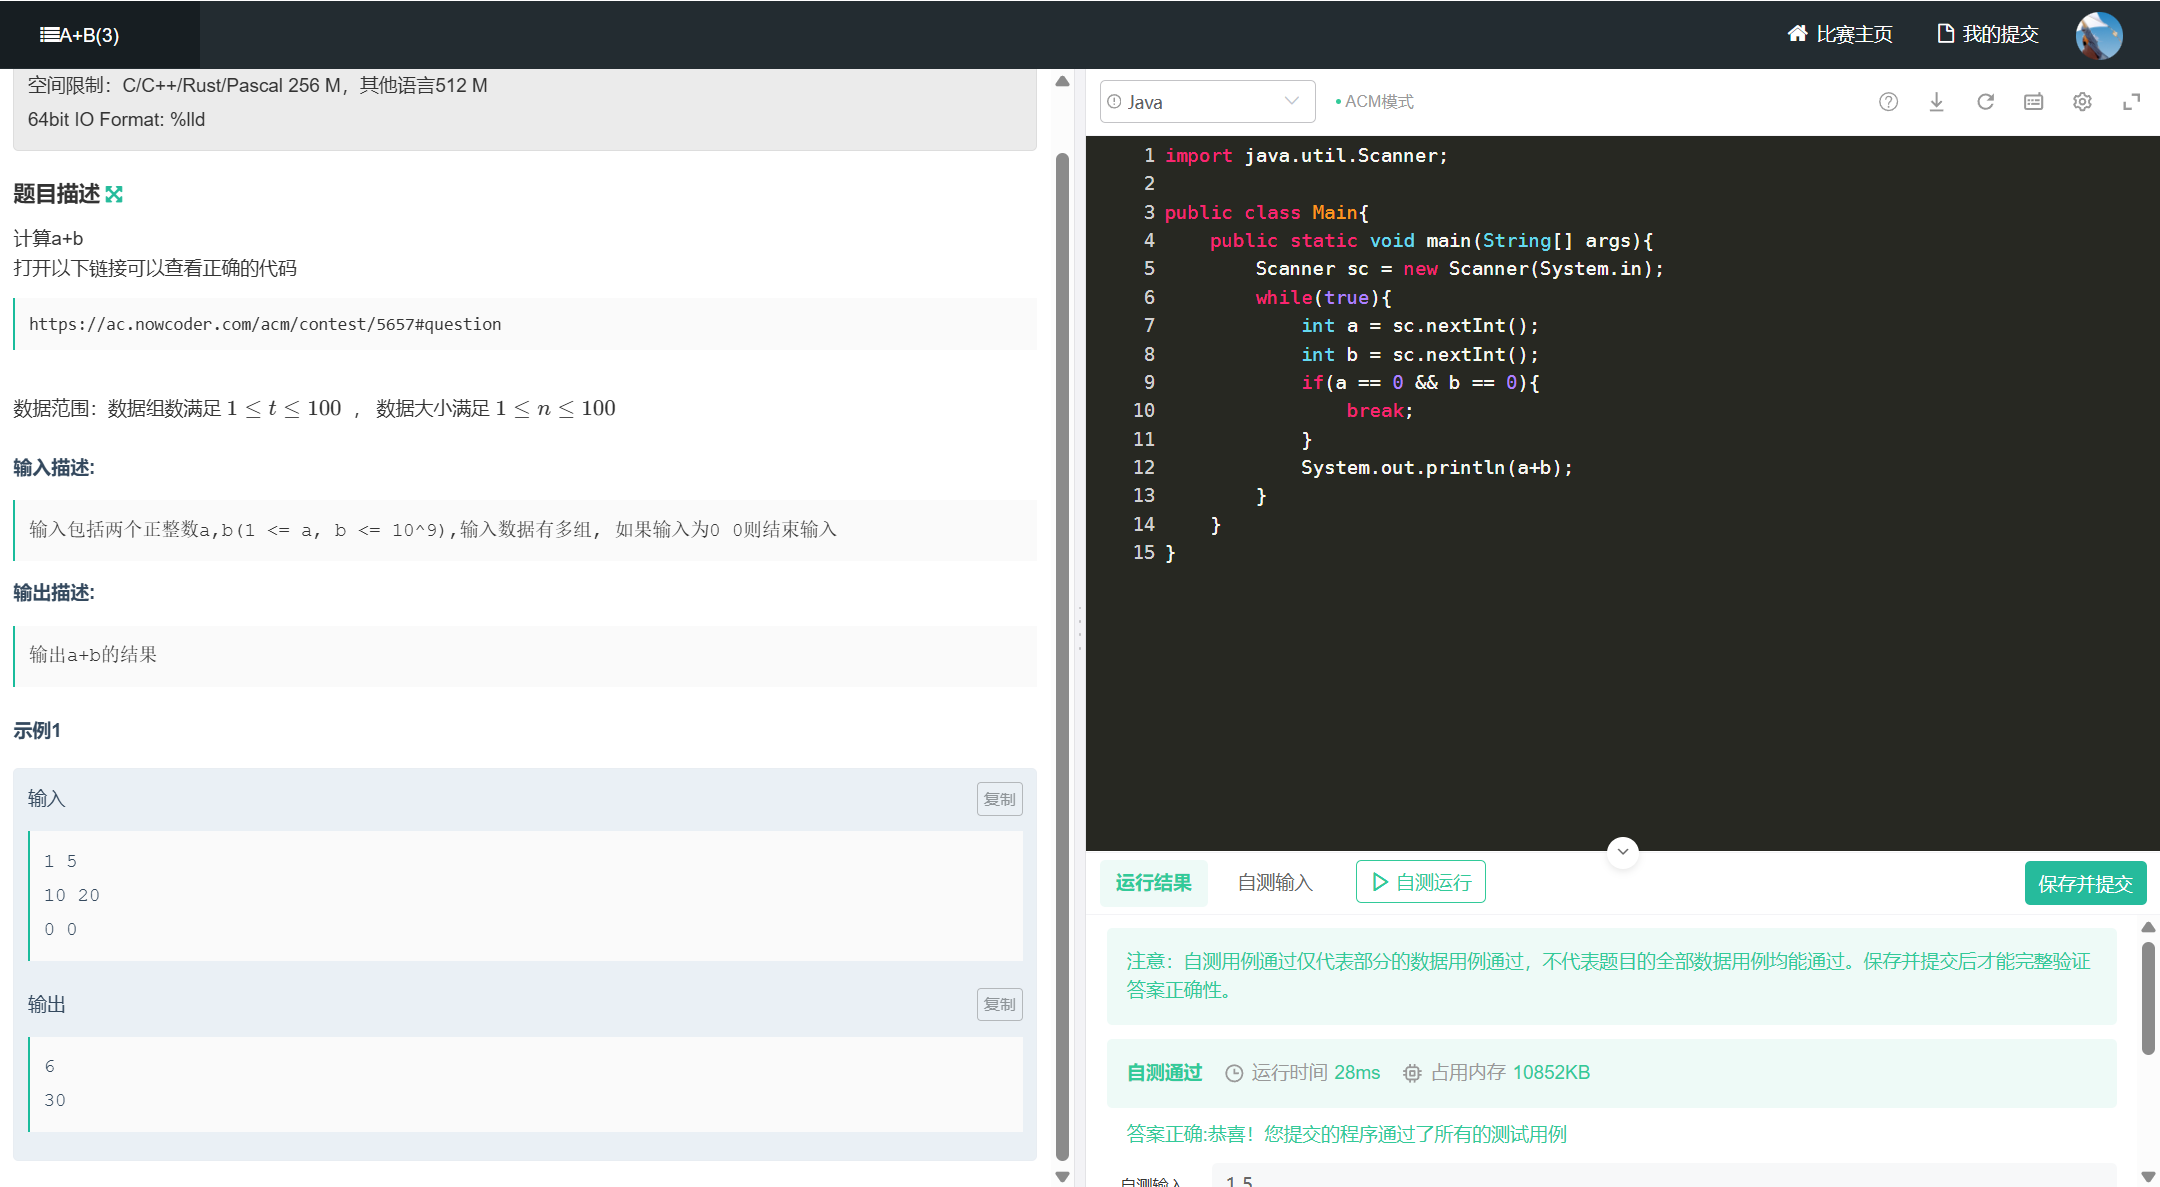 A+B(3)
比赛主页
我的提交
空间限制：C/C++/Rust/Pascal 256 M，其他语言512 M
64bit IO Format: %lld
题目描述
计算a+b
打开以下链接可以查看正确的代码
https://ac.nowcoder.com/acm/contest/5657#question
数据范围：数据组数满足 1 ≤ t ≤ 100 ， 数据大小满足 1 ≤ n ≤ 100
输入描述:
输入包括两个正整数a,b(1 <= a, b <= 10^9),输入数据有多组, 如果输入为0 0则结束输入
输出描述:
输出a+b的结果
示例1
输入
复制
1 5
10 20
0 0
输出
复制
6
30
Java
ACM模式
1 import java.util.Scanner;
2
3 public class Main{
4     public static void main(String[] args){
5         Scanner sc = new Scanner(System.in);
6         while(true){
7             int a = sc.nextInt();
8             int b = sc.nextInt();
9             if(a == 0 && b == 0){
10                 break;
11             }
12             System.out.println(a+b);
13         }
14     }
15 }
运行结果
自测输入
自测运行
保存并提交
注意：自测用例通过仅代表部分的数据用例通过，不代表题目的全部数据用例均能通过。保存并提交后才能完整验证
答案正确性。
自测通过 运行时间 28ms 占用内存 10852KB
答案正确:恭喜！您提交的程序通过了所有的测试用例
自测输入
1 5